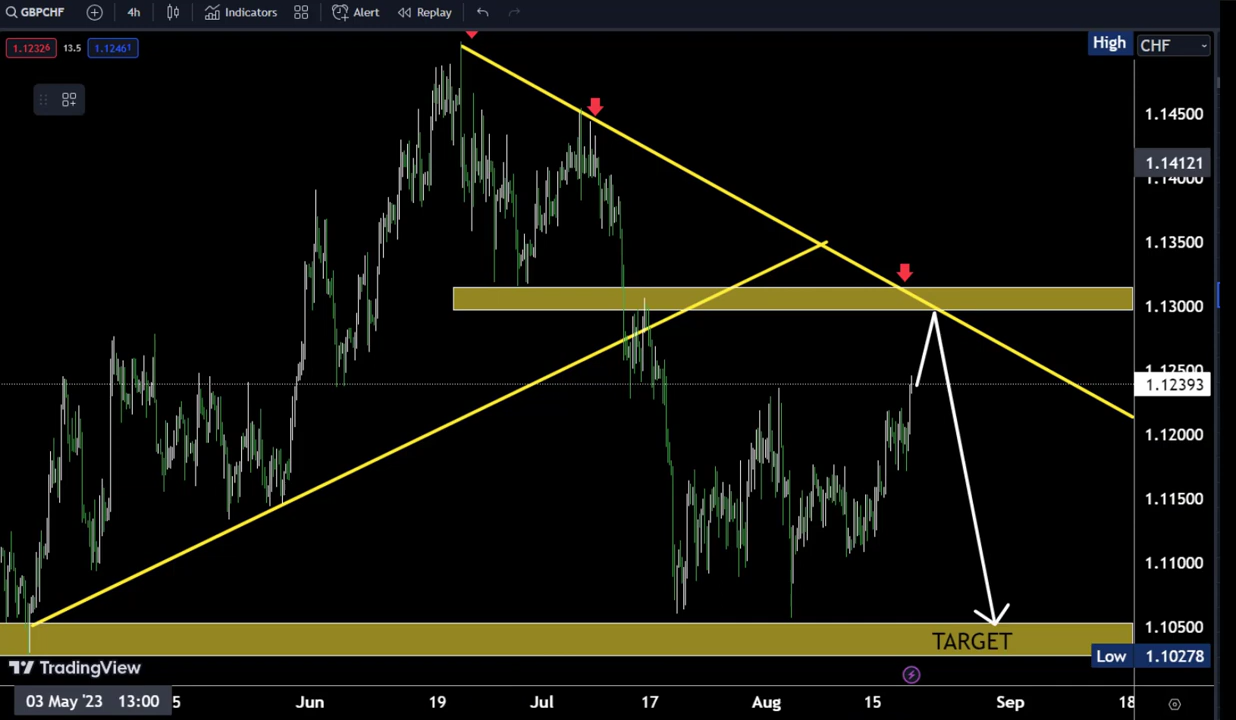 GBPCHF 4h Indicators Alert Replay
1.12326 13.5 1.12461
High CHF
1.14500
1.14121
1.14000
1.13500
1.13000
1.12500
1.12393
1.12000
1.11500
1.11000
1.10500
TARGET
Low 1.10278
TradingView
03 May '23 13:00 5 Jun 19 Jul 17 Aug 15 Sep 18